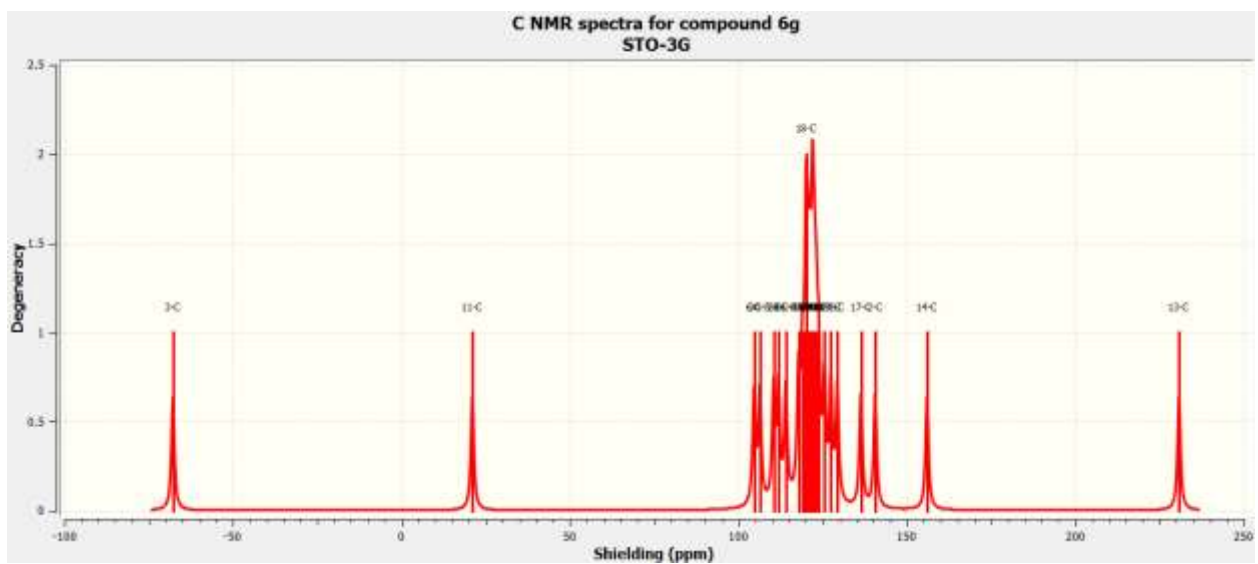 C NMR spectra for compound 6g
STO-3G
2.5
2
1.5
1
0.5
0
Degeneracy
3-C
11-C
18-C
17-C
2-C
14-C
13-C
-100
-50
0
50
100
150
200
250
Shielding (ppm)